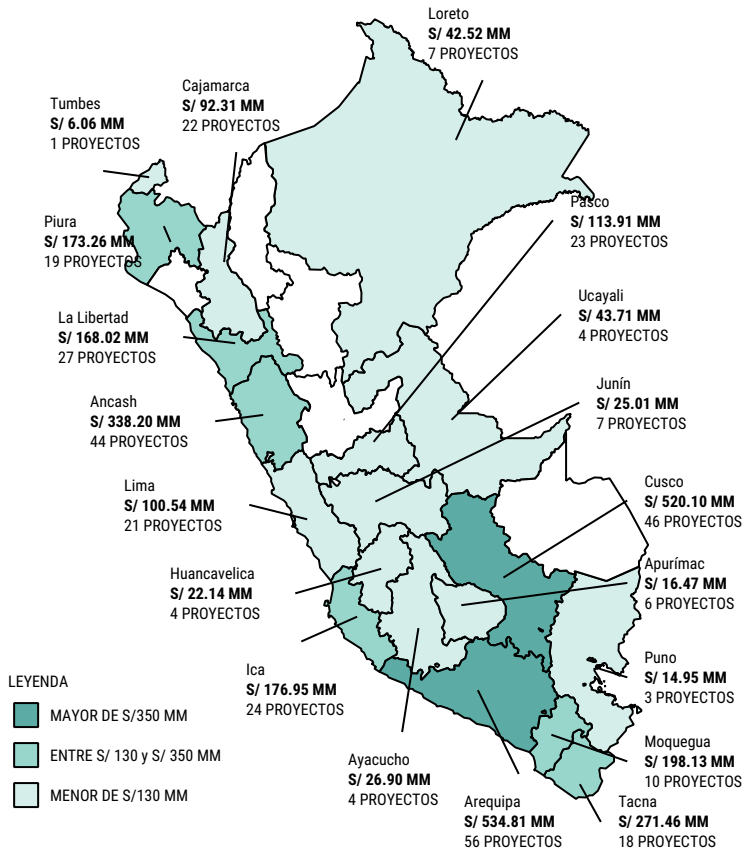 Loreto
S/ 42.52 MM
7 PROYECTOS
Cajamarca
S/ 92.31 MM
22 PROYECTOS
Tumbes
S/ 6.06 MM
1 PROYECTOS
Pasco
S/ 113.91 MM
23 PROYECTOS
Piura
S/ 173.26 MM
19 PROYECTOS
Ucayali
S/ 43.71 MM
4 PROYECTOS
La Libertad
S/ 168.02 MM
27 PROYECTOS
Junín
S/ 25.01 MM
7 PROYECTOS
Ancash
S/ 338.20 MM
44 PROYECTOS
Cusco
S/ 520.10 MM
46 PROYECTOS
Lima
S/ 100.54 MM
21 PROYECTOS
Apurímac
S/ 16.47 MM
6 PROYECTOS
Huancavelica
S/ 22.14 MM
4 PROYECTOS
Puno
S/ 14.95 MM
3 PROYECTOS
Ica
S/ 176.95 MM
24 PROYECTOS
Moquegua
S/ 198.13 MM
10 PROYECTOS
Ayacucho
S/ 26.90 MM
4 PROYECTOS
Arequipa
S/ 534.81 MM
56 PROYECTOS
Tacna
S/ 271.46 MM
18 PROYECTOS
LEYENDA
MAYOR DE S/350 MM
ENTRE S/ 130 y S/ 350 MM
MENOR DE S/130 MM